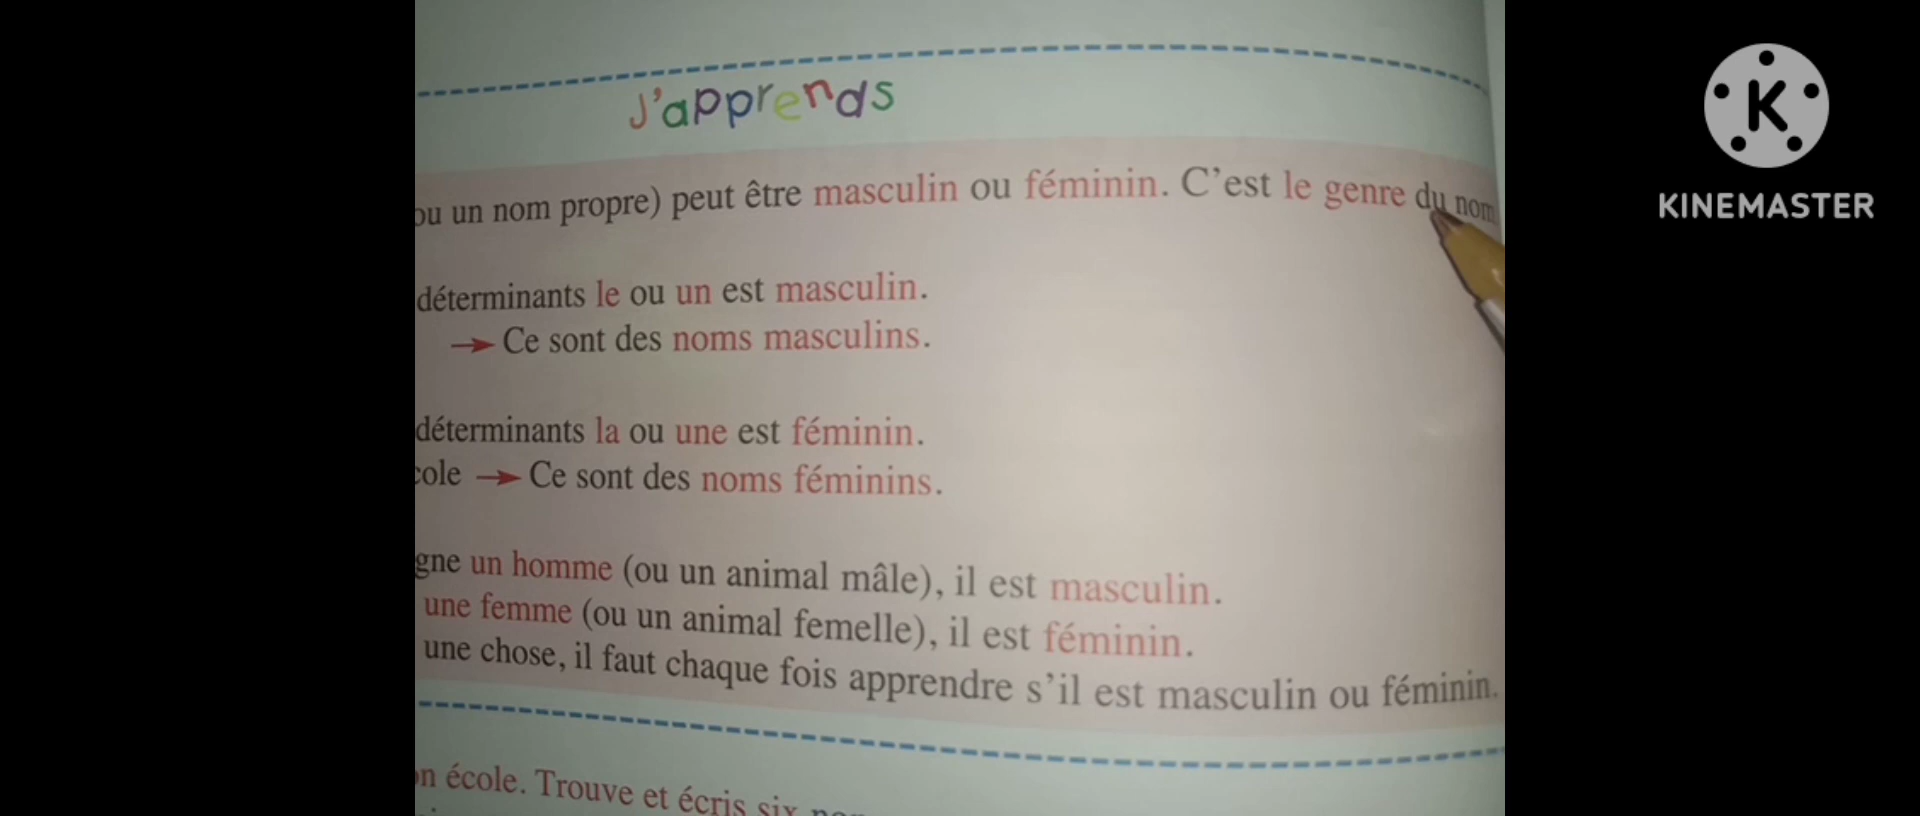 J'apprends
ou un nom propre) peut être masculin ou féminin. C'est le genre du nom
déterminants le ou un est masculin.
→ Ce sont des noms masculins.
déterminants la ou une est féminin.
cole → Ce sont des noms féminins.
gne un homme (ou un animal mâle), il est masculin.
une femme (ou un animal femelle), il est féminin.
une chose, il faut chaque fois apprendre s'il est masculin ou féminin.
on école. Trouve et écris six
KINEMASTER